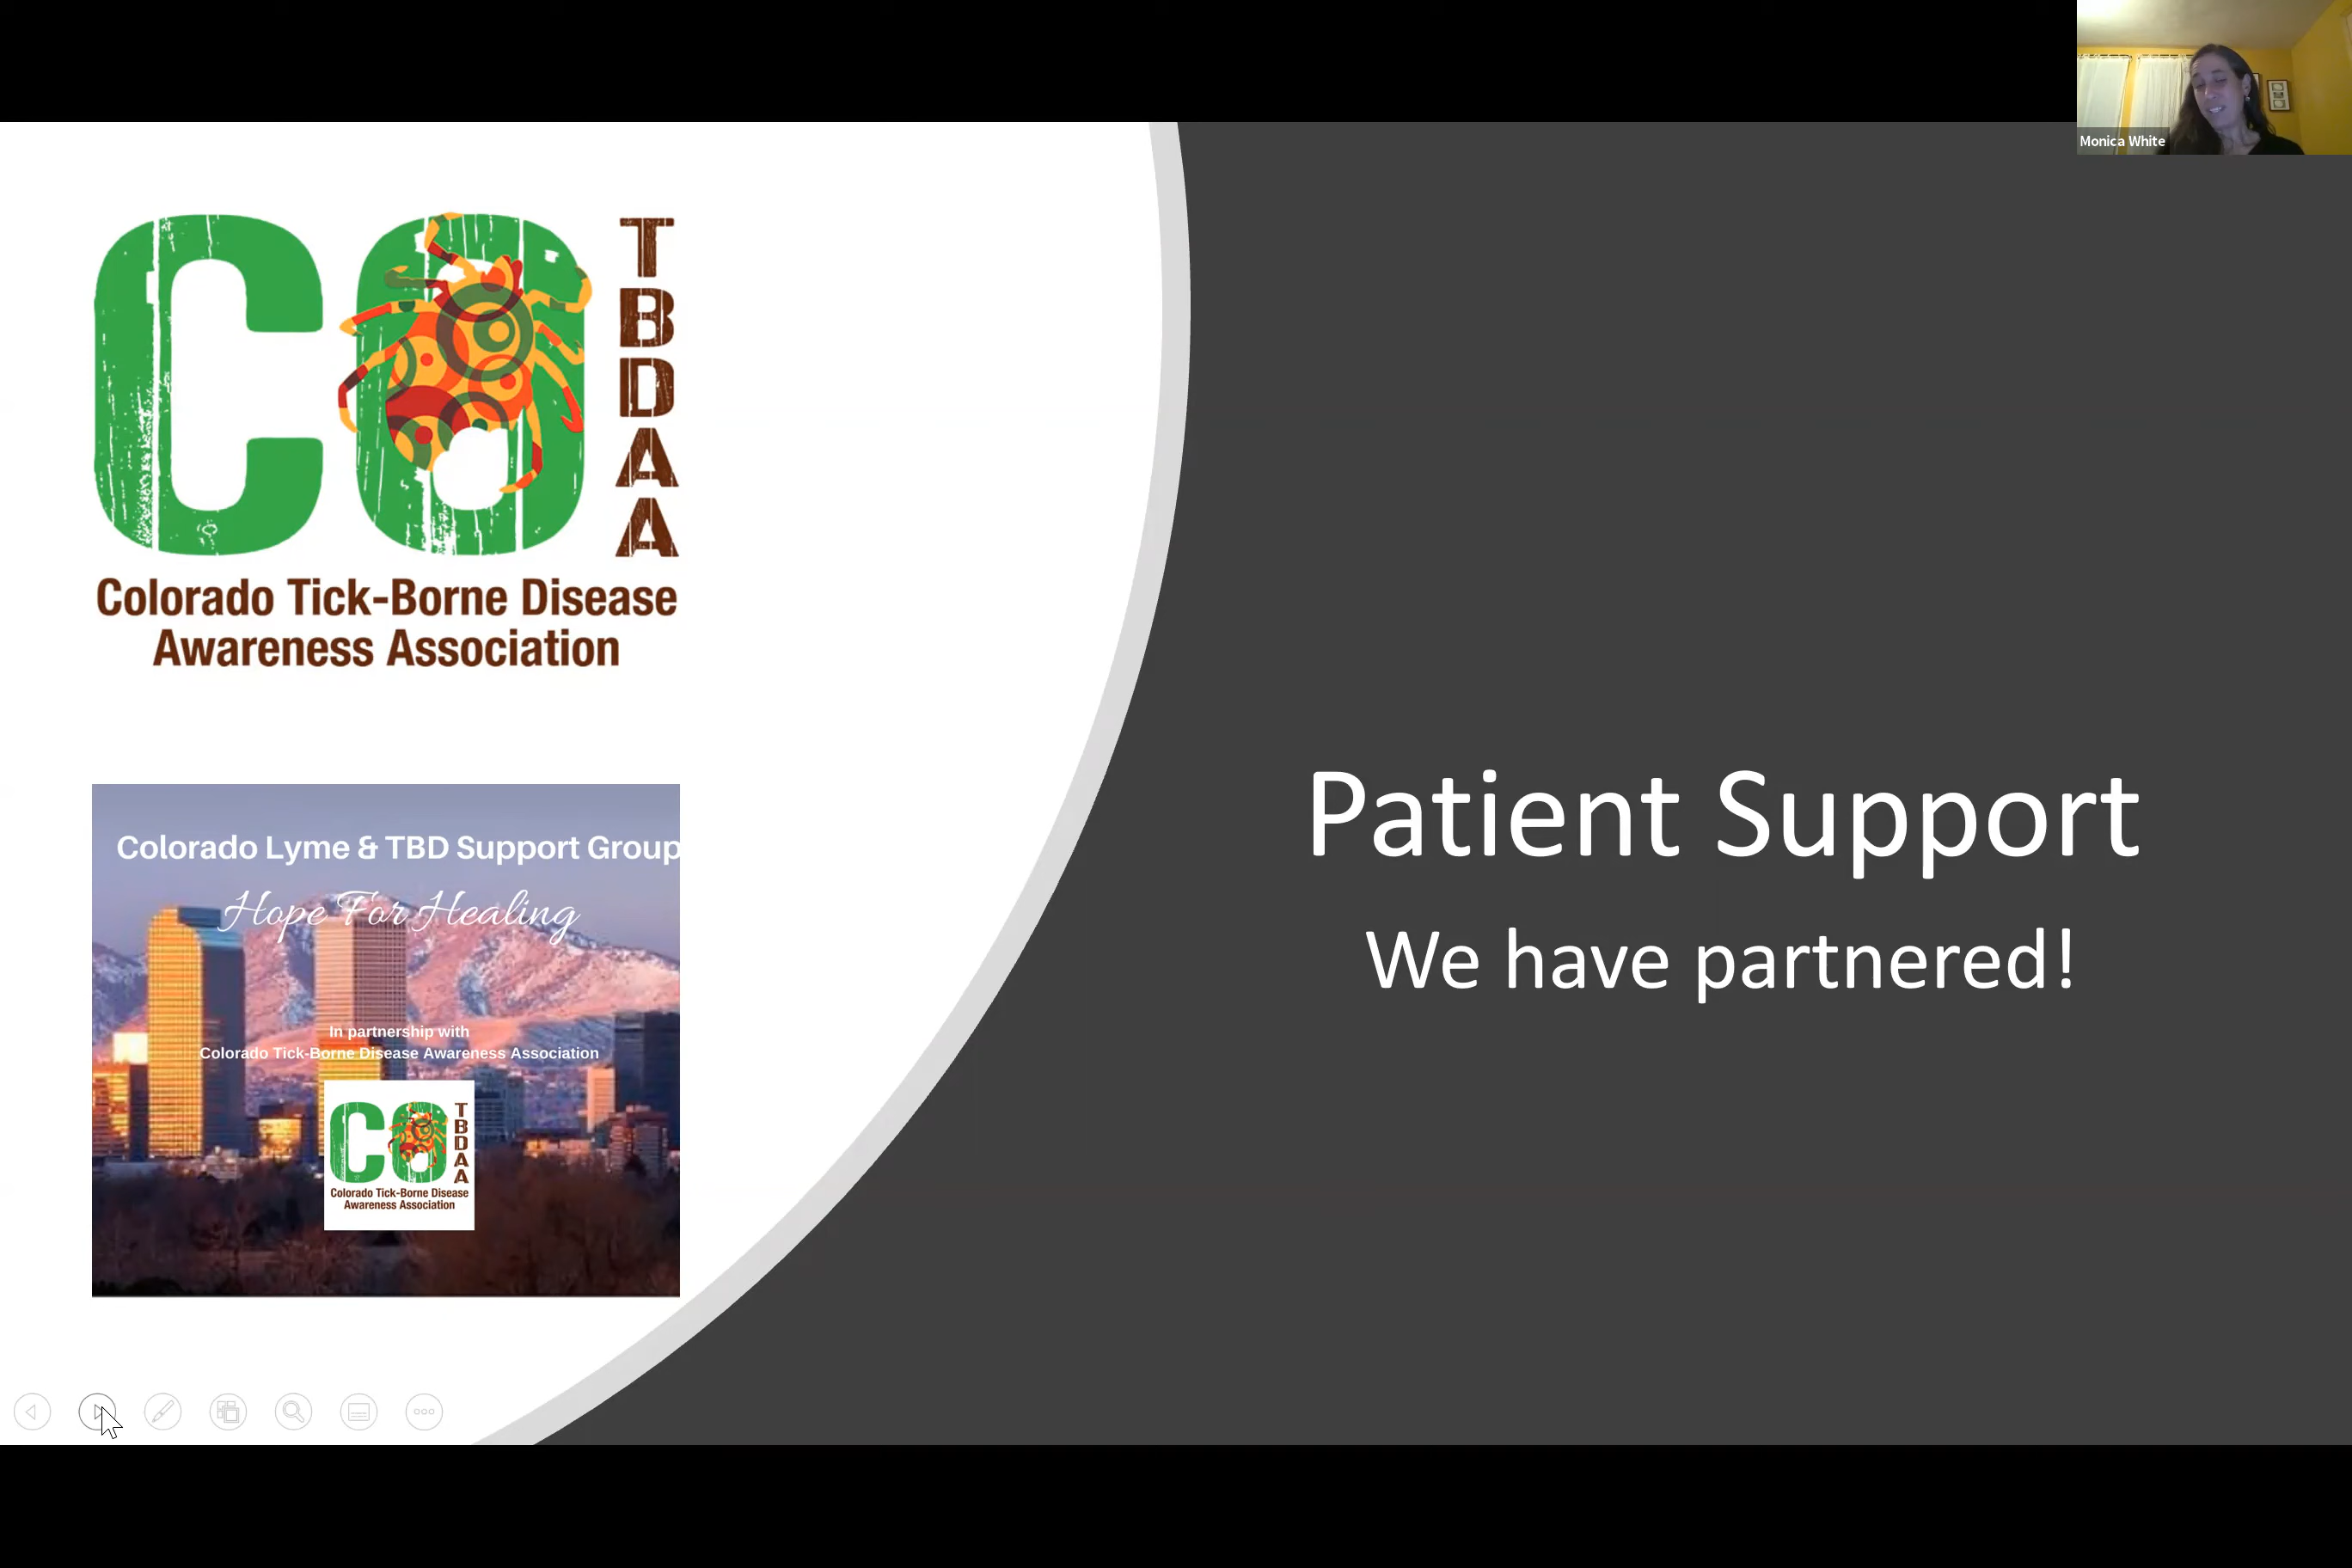 Monica White
CO
T
B
D
A
A
Colorado Tick-Borne Disease
Awareness Association
Colorado Lyme & TBD Support Group
Hope For Healing
In partnership with
Colorado Tick-Borne Disease Awareness Association
CO
T
B
D
A
A
Colorado Tick-Borne Disease
Awareness Association
Patient Support
We have partnered!